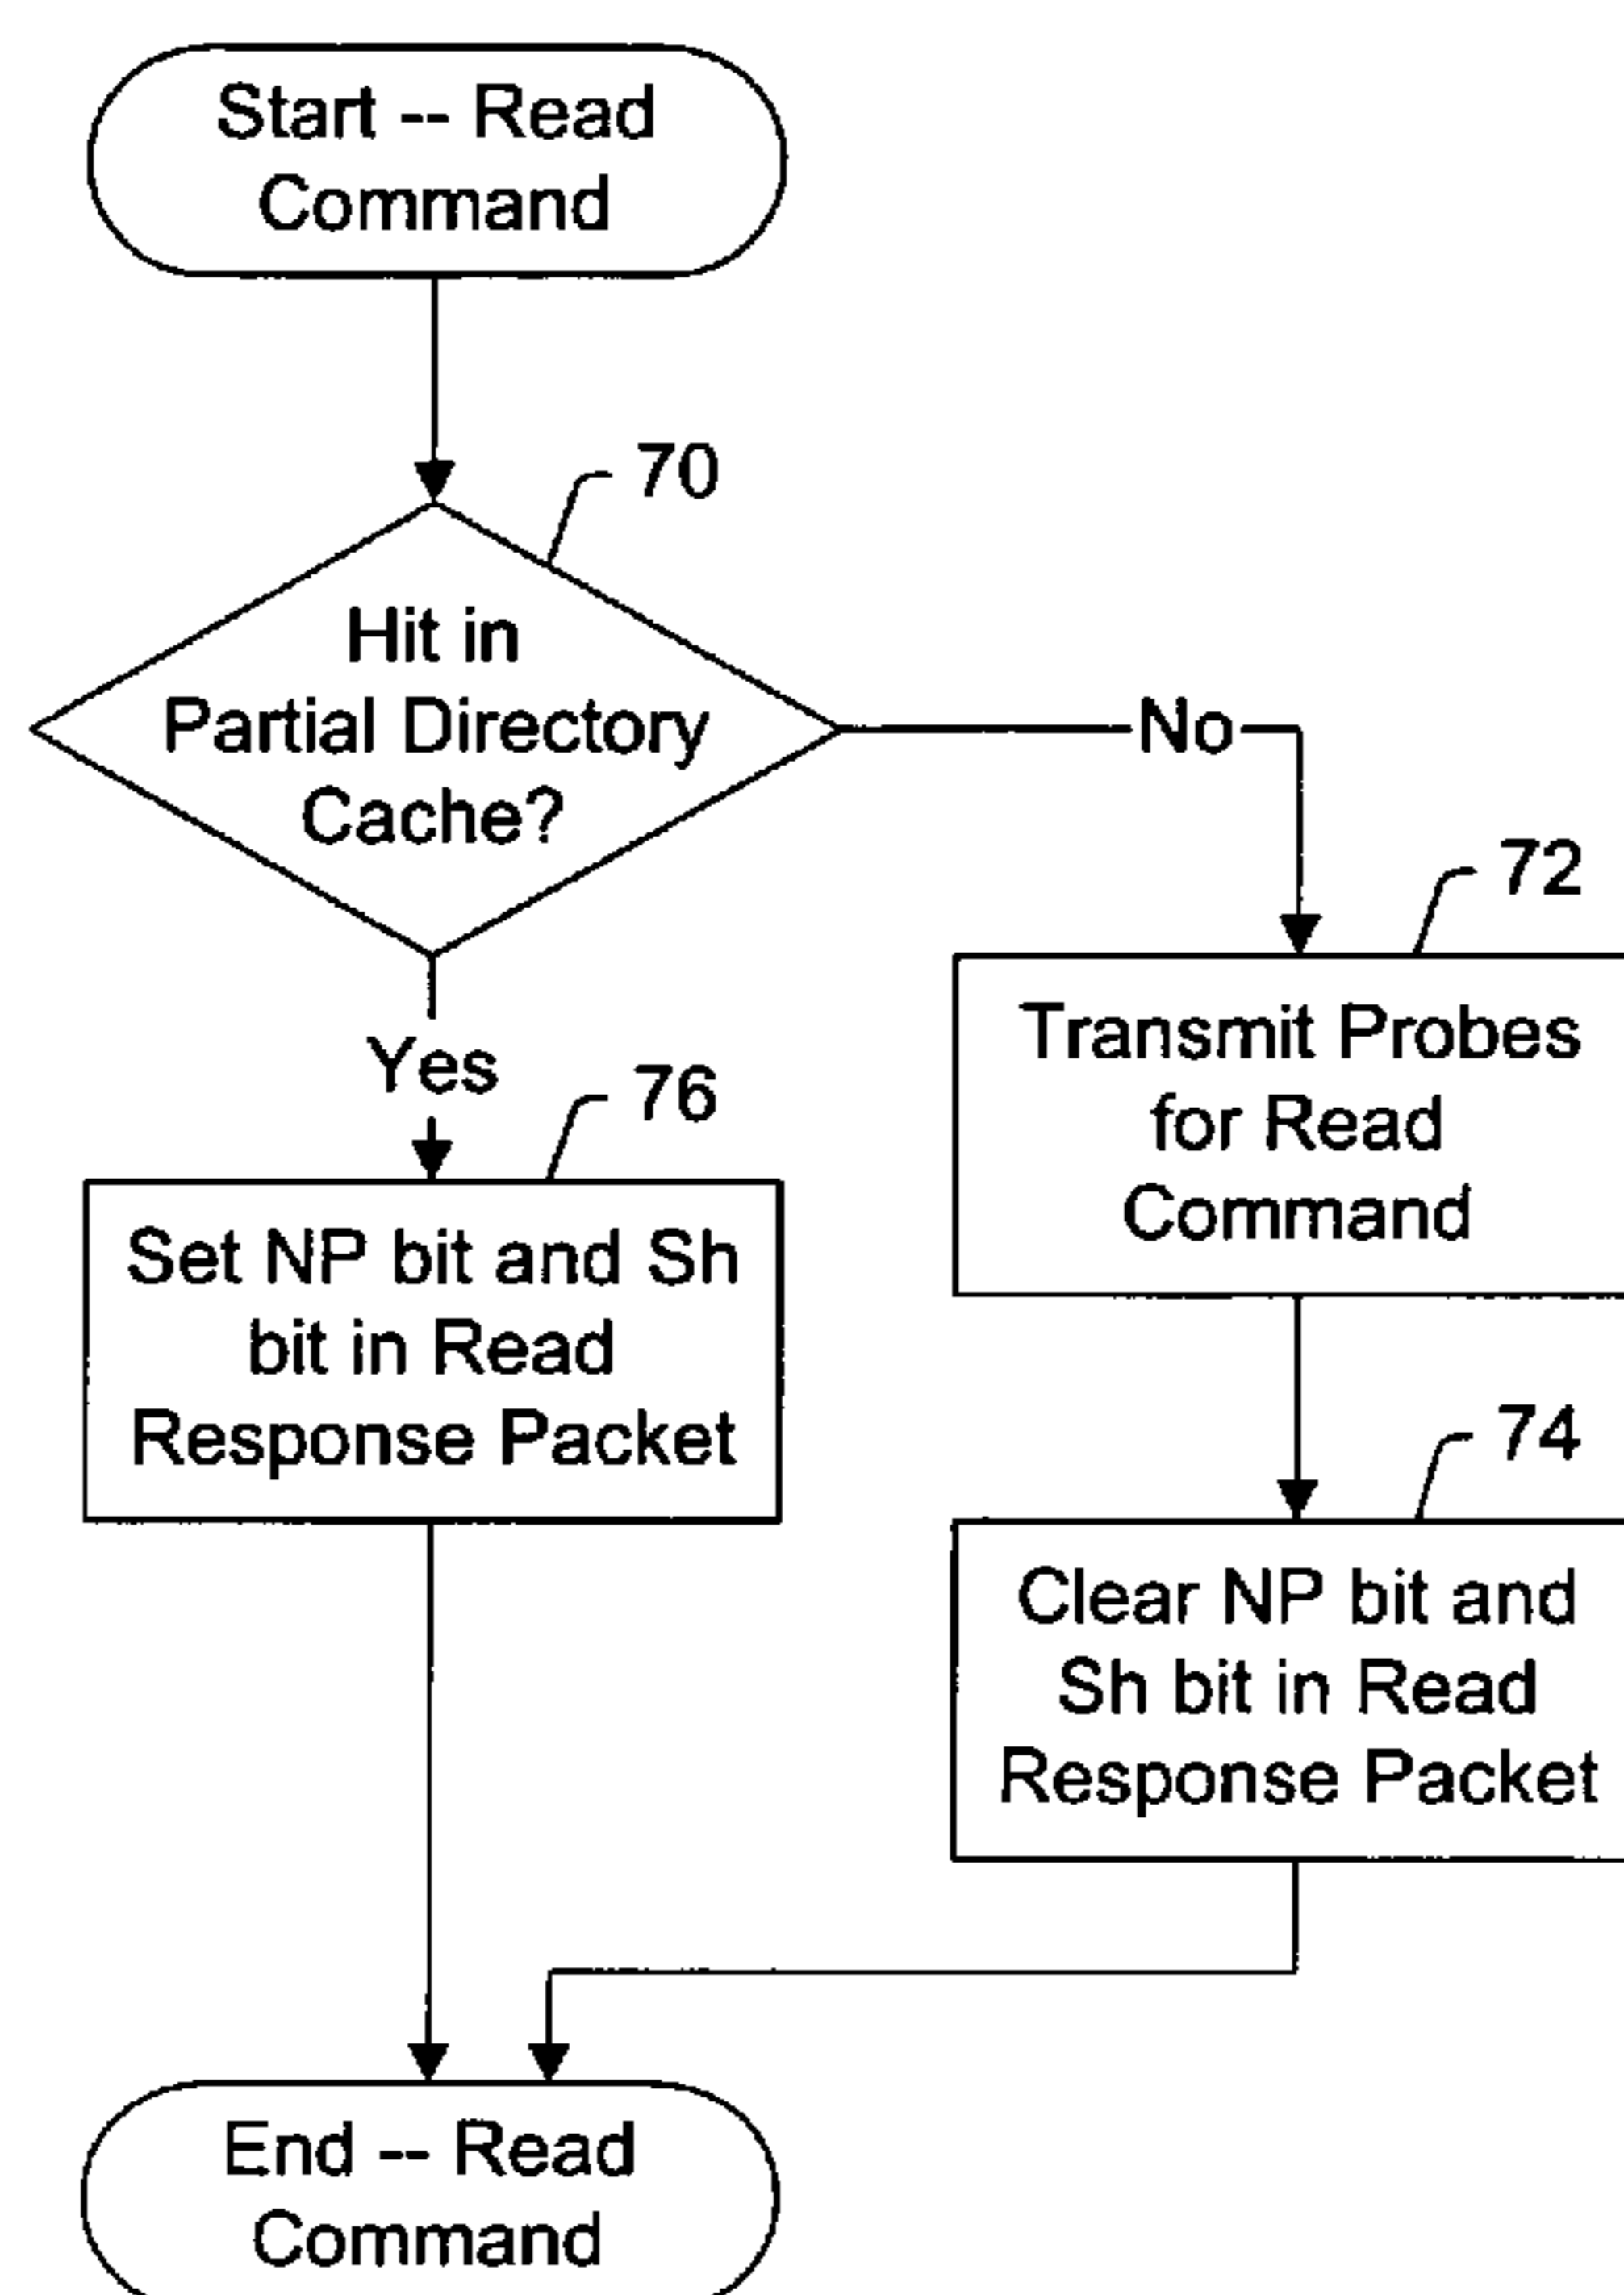 Start -- Read
Command
70
Hit in
Partial Directory
Cache?
No
72
Transmit Probes
for Read
Command
Yes
76
Set NP bit and Sh
bit in Read
Response Packet
74
Clear NP bit and
Sh bit in Read
Response Packet
End -- Read
Command